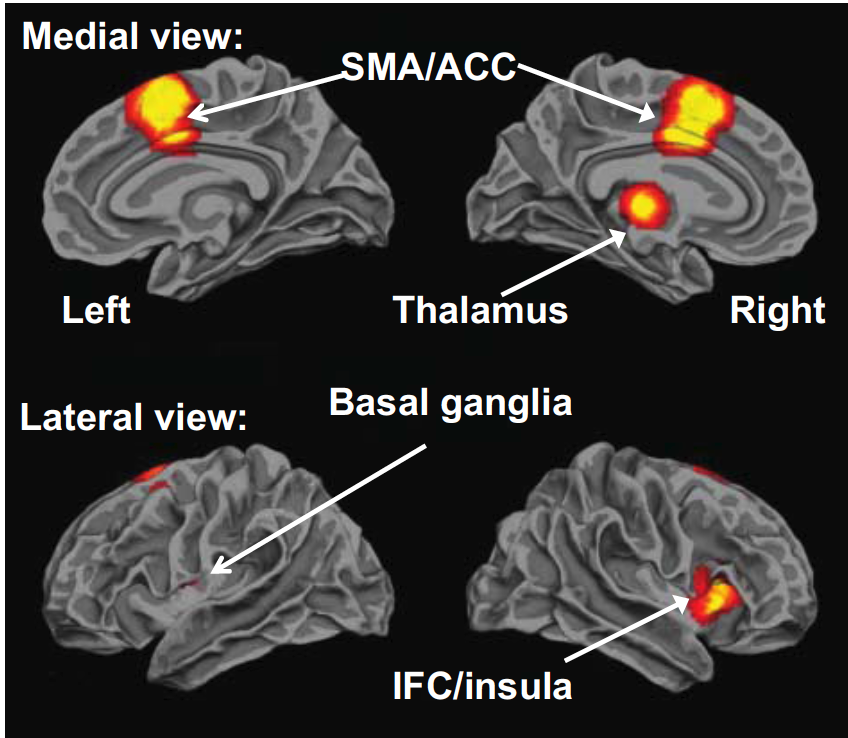 Medial view:
SMA/ACC
Left
Thalamus
Right
Lateral view:
Basal ganglia
IFC/insula